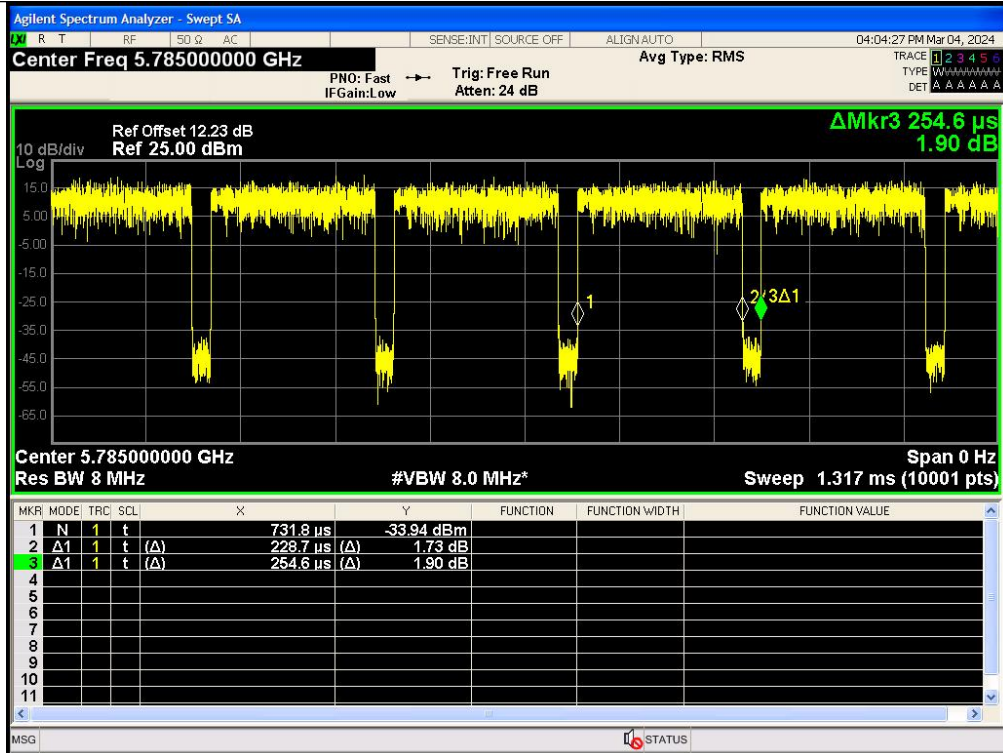 Agilent Spectrum Analyzer - Swept SA
LXI R T RF 50 Ω AC SENSE:INT SOURCE OFF ALIGN AUTO 04:04:27 PM Mar 04, 2024
Center Freq 5.785000000 GHz
Avg Type: RMS
TRACE 1 2 3 4 5 6
PNO: Fast
Trig: Free Run
TYPE W
IFGain:Low
Atten: 24 dB
DET A A A A A A
ΔMkr3 254.6 µs
1.90 dB
Ref Offset 12.23 dB
10 dB/div Ref 25.00 dBm
Log
15.0
5.00
-5.00
-15.0
-25.0
1
2
3Δ1
-35.0
-45.0
-55.0
-65.0
Center 5.785000000 GHz Span 0 Hz
Res BW 8 MHz #VBW 8.0 MHz* Sweep 1.317 ms (10001 pts)
MKR MODE TRC SCL X Y FUNCTION FUNCTION WIDTH FUNCTION VALUE
1 N 1 t 731.8 µs -33.94 dBm
2 Δ1 1 t (Δ) 228.7 µs (Δ) 1.73 dB
3 Δ1 1 t (Δ) 254.6 µs (Δ) 1.90 dB
4
5
6
7
8
9
10
11
MSG STATUS